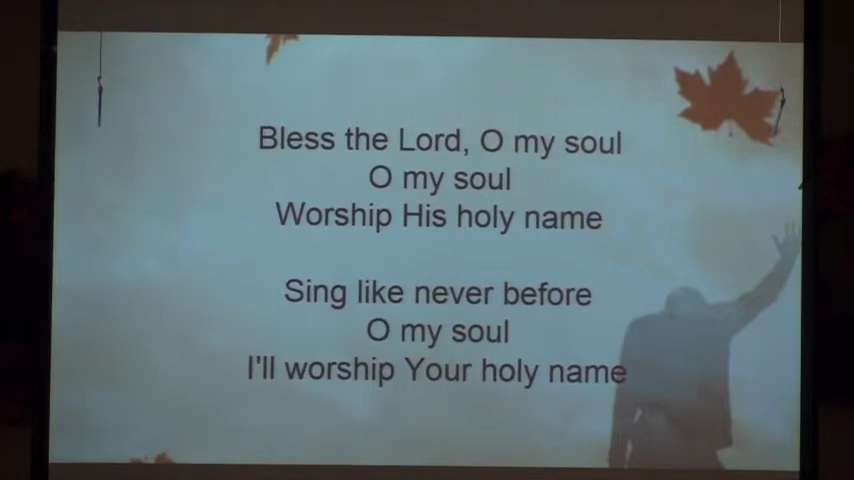 Bless the Lord, O my soul
O my soul
Worship His holy name
Sing like never before
O my soul
I'll worship Your holy name